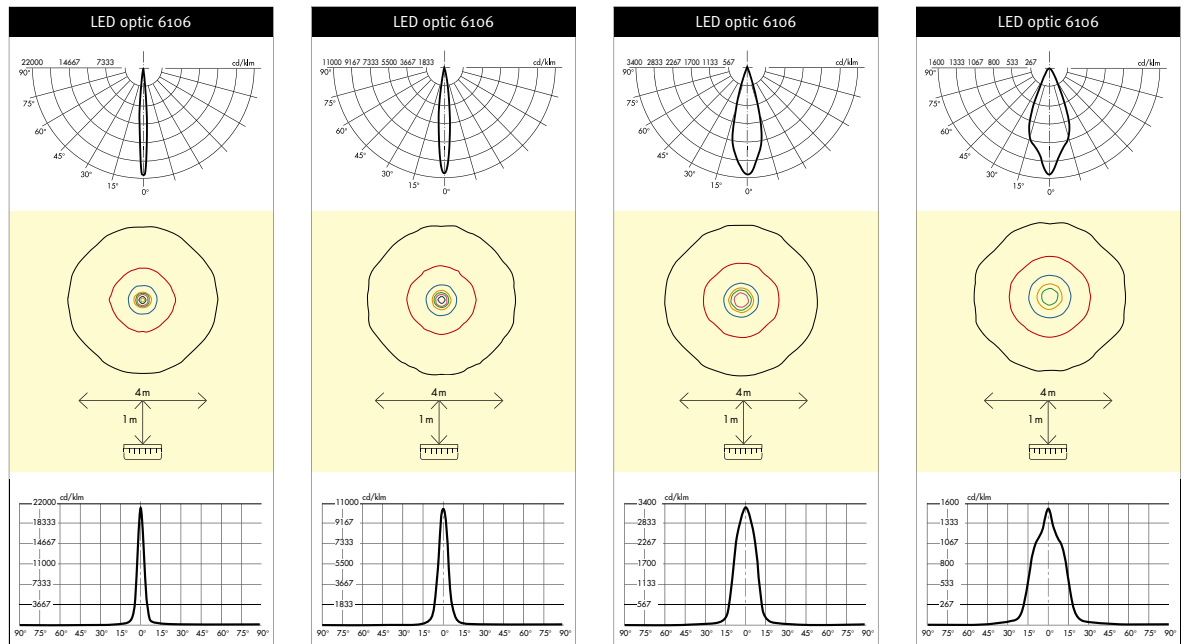 LED optic 6106
22000 14667 7333 cd/klm
90°
75°
60°
45°
30°
15°
0°
4m
1m
cd/klm
22000
18333
14667
11000
7333
3667
90° 75° 60° 45° 30° 15° 0° 15° 30° 45° 60° 75° 90°
LED optic 6106
11000 9167 7333 5500 3667 1833 cd/klm
90°
75°
60°
45°
30°
15°
0°
4m
1m
cd/klm
11000
9167
7333
5500
3667
1833
90° 75° 60° 45° 30° 15° 0° 15° 30° 45° 60° 75° 90°
LED optic 6106
3400 2833 2267 1700 1133 567 cd/klm
90°
75°
60°
45°
30°
15°
0°
4m
1m
cd/klm
3400
2833
2267
1700
1133
567
90° 75° 60° 45° 30° 15° 0° 15° 30° 45° 60° 75° 90°
LED optic 6106
1600 1333 1067 800 533 267 cd/klm
90°
75°
60°
45°
30°
15°
0°
4m
1m
cd/klm
1600
1333
1067
800
533
267
90° 75° 60° 45° 30° 15° 0° 15° 30° 45° 60° 75° 90°